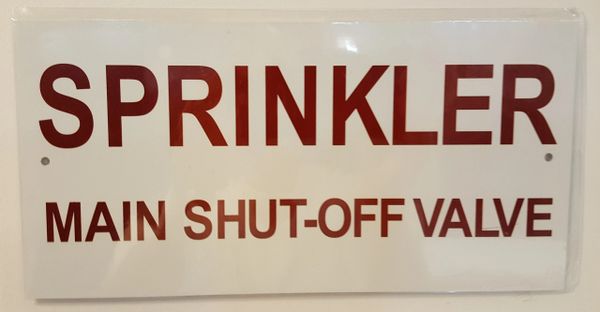 SPRINKLER
MAIN SHUT-OFF VALVE